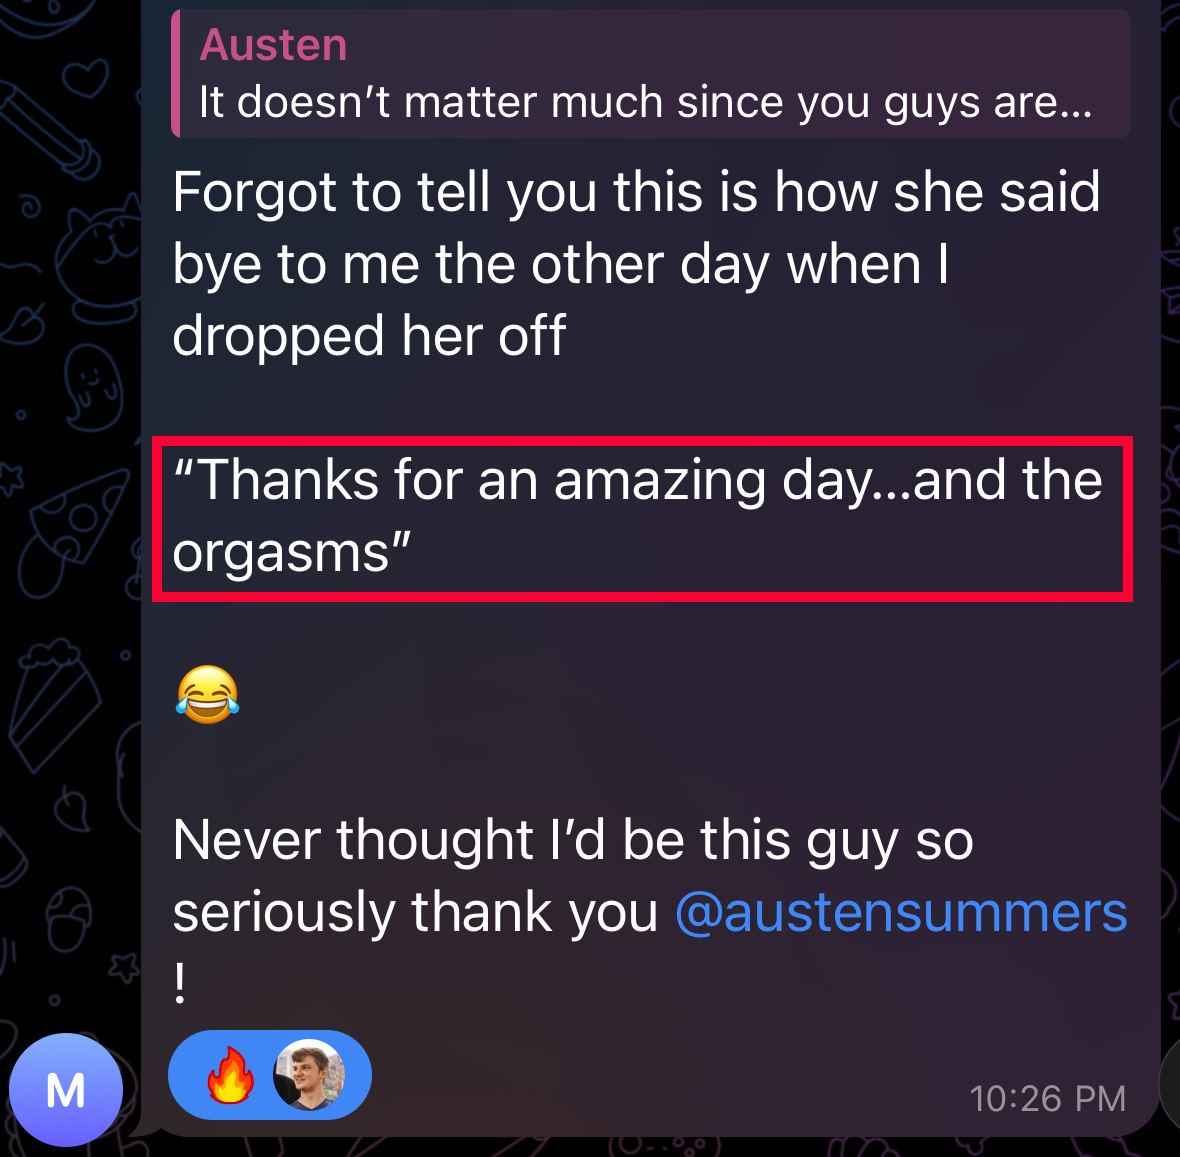 Austen
It doesn’t matter much since you guys are...
Forgot to tell you this is how she said
bye to me the other day when I
dropped her off
“Thanks for an amazing day...and the
orgasms”
😂
Never thought I’d be this guy so
seriously thank you @austensummers
!
🔥
M
10:26 PM